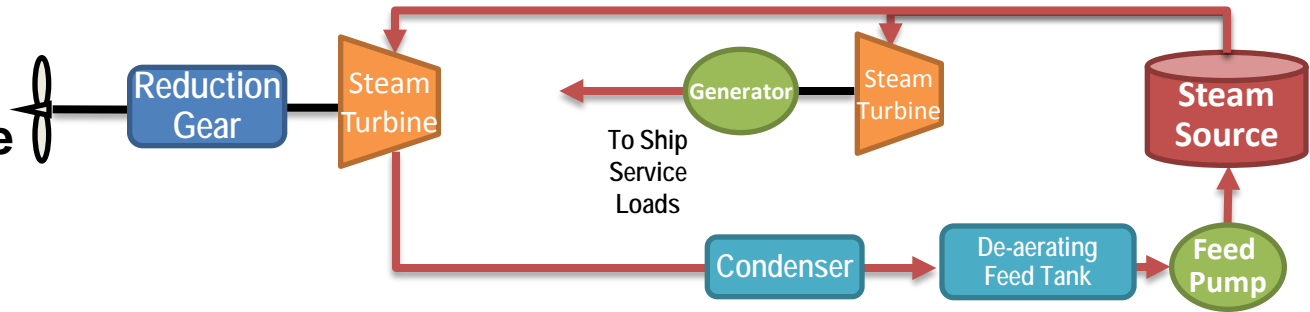 Reduction
Gear
Steam
Turbine
Generator
Steam
Turbine
Steam
Source
e
To Ship
Service
Loads
Condenser
De-aerating
Feed Tank
Feed
Pump